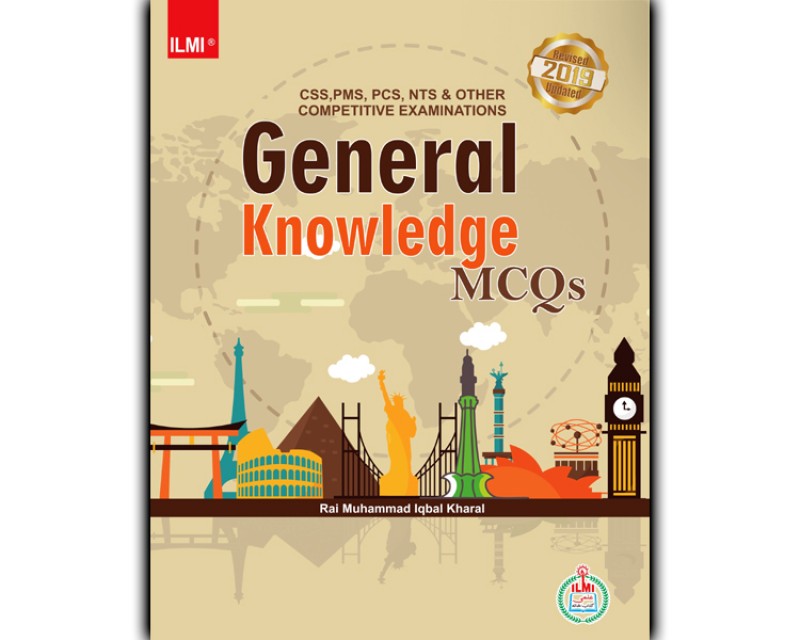 ILMI ®
Revised
2019
Updated
CSS,PMS, PCS, NTS & OTHER
COMPETITIVE EXAMINATIONS
General
Knowledge
MCQs
Rai Muhammad Iqbal Kharal
ILMI
علمی